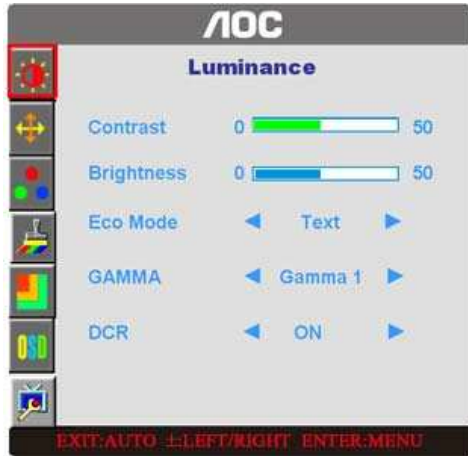 AOC
Luminance
Contrast 0 50
Brightness 0 50
Eco Mode Text
GAMMA Gamma 1
DCR ON
OSD
EXIT:AUTO ±:LEFT/RIGHT ENTER:MENU